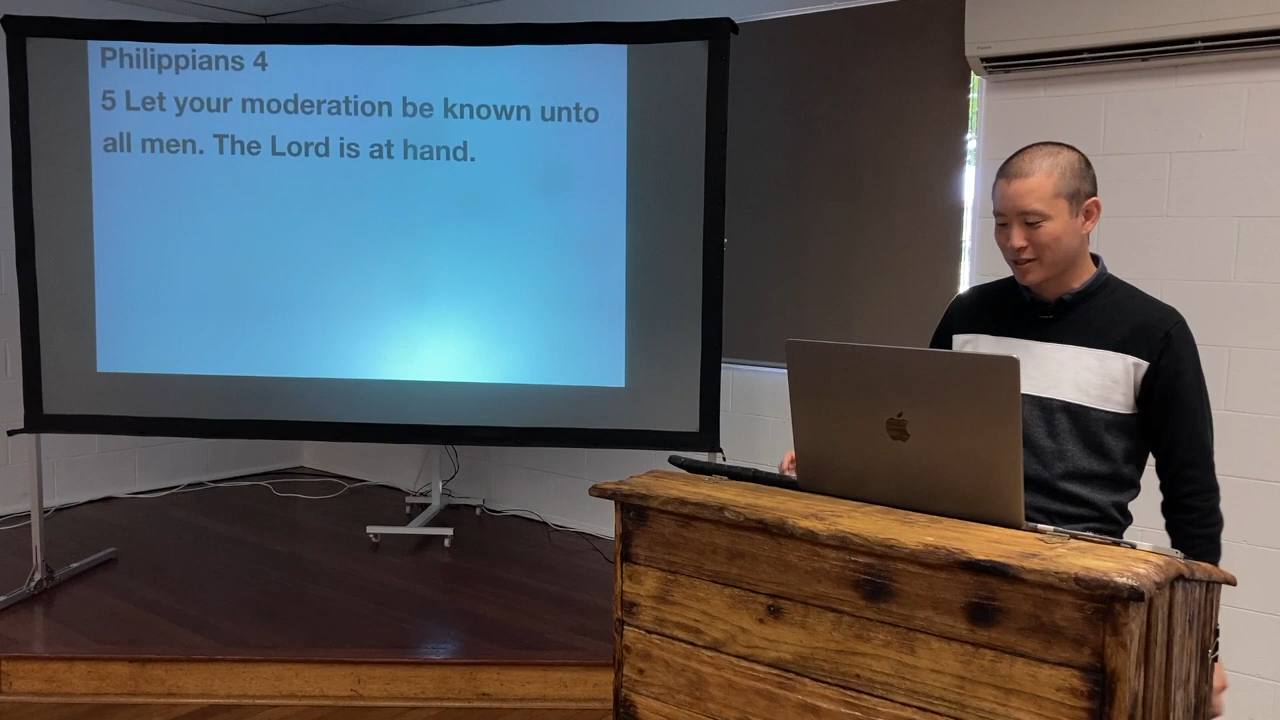 Philippians 4
5 Let your moderation be known unto
all men. The Lord is at hand.